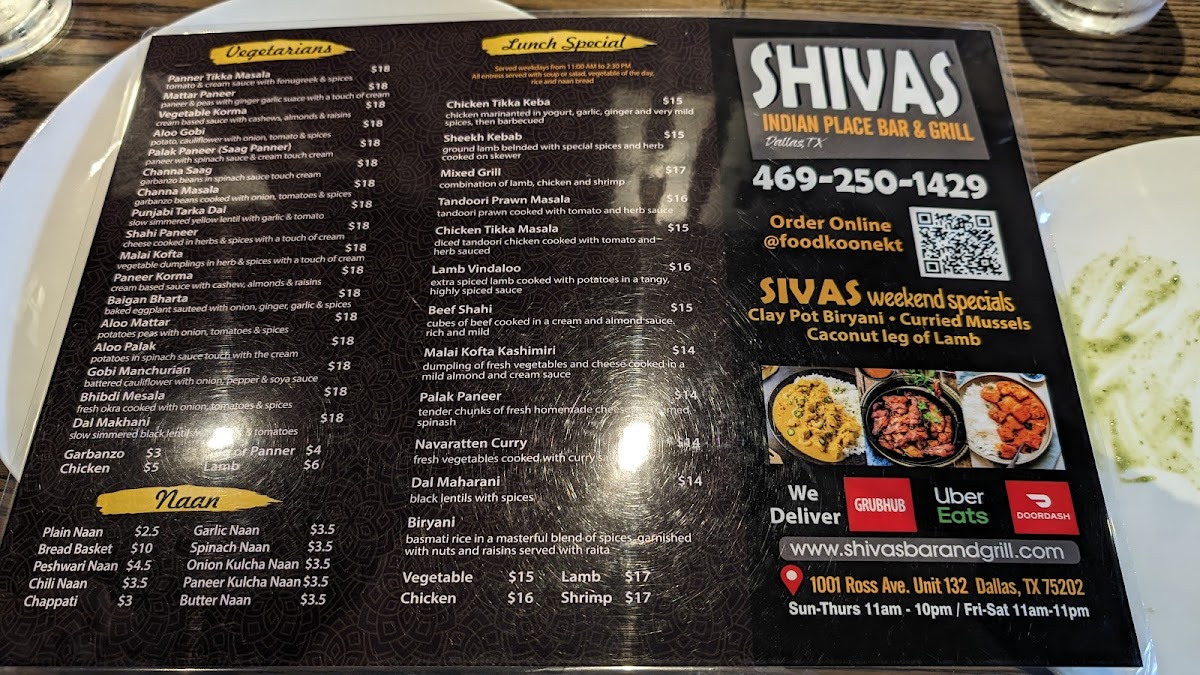 Vegetarians
Panner Tikka Masala $18
tomato & cream sauce with fenugreek & spices
Mattar Paneer $18
paneer & peas with ginger garlic suace with a touch of cream
Vegetable Korma $18
cream based sauce with cashews, almonds & raisins
Aloo Gobi $18
potato, cauliflower with onion, tomato & spices
Palak Paneer (Saag Panner) $18
paneer with spinach sauce & cream touch cream
Channa Saag $18
garbanzo beans in spinach sauce touch cream
Channa Masala $18
garbanzo beans cooked with onion, tomatoes & spices
Punjabi Tarka Dal $18
slow simmered yellow lentil with garlic & tomato
Shahi Paneer $18
cheese cooked in herbs & spices with a touch of cream
Malai Kofta $18
vegetable dumplings in herb & spices with a touch of cream
Paneer Korma $18
cream based sauce with cashew, almonds & raisins
Baigan Bharta $18
baked eggplant sauteed with onion, ginger, garlic & spices
Aloo Mattar $18
potatoes peas with onion, tomatoes & spices
Aloo Palak $18
potatoes in spinach sauce touch with the cream
Gobi Manchurian $18
battered cauliflower with onion, pepper & soya sauce
Bhibdi Mesala $18
fresh okra cooked with onion, tomatoes & spices
Dal Makhani $18
slow simmered black lentils & tomatoes
Garbanzo $3 or Panner $4
Chicken $5 Lamb $6
Naan
Plain Naan $2.5 Garlic Naan $3.5
Bread Basket $10 Spinach Naan $3.5
Peshwari Naan $4.5 Onion Kulcha Naan $3.5
Chili Naan $3.5 Paneer Kulcha Naan $3.5
Chappati $3 Butter Naan $3.5
Lunch Special
Served weekdays from 11:00 AM to 2:30 PM
All entress served with soup or salad, vegetable of the day,
rice and naan bread
Chicken Tikka Keba $15
chicken marinanted in yogurt, garlic, ginger and very mild
spices, then barbecued
Sheekh Kebab $15
ground lamb belnded with special spices and herb
cooked on skewer
Mixed Grill $17
combination of lamb, chicken and shrimp
Tandoori Prawn Masala $16
tandoori prawn cooked with tomato and herb sauce
Chicken Tikka Masala $15
diced tandoori chicken cooked with tomato and
herb sauced
Lamb Vindaloo $16
extra spiced lamb cooked with potatoes in a tangy,
highly spiced sauce
Beef Shahi $15
cubes of beef cooked in a cream and almond sauce,
rich and mild
Malai Kofta Kashimiri $14
dumpling of fresh vegetables and cheese cooked in a
mild almond and cream sauce
Palak Paneer $14
tender chunks of fresh homemade
spinash
Navaratten Curry $14
fresh vegetables cooked with curry
Dal Maharani $14
black lentils with spices
Biryani
basmati rice in a masterful blend of spices, garnished
with nuts and raisins served with raita
Vegetable $15 Lamb $17
Chicken $16 Shrimp $17
SHIVAS
INDIAN PLACE BAR & GRILL
Dallas, TX
469-250-1429
Order Online
@foodkoonekt
SIVAS weekend specials
Clay Pot Biryani • Curried Mussels
Caconut leg of Lamb
We
Deliver
GRUBHUB
Uber
Eats
DOORDASH
www.shivasbarandgrill.com
1001 Ross Ave. Unit 132 Dallas, TX 75202
Sun-Thurs 11am - 10pm / Fri-Sat 11am-11pm